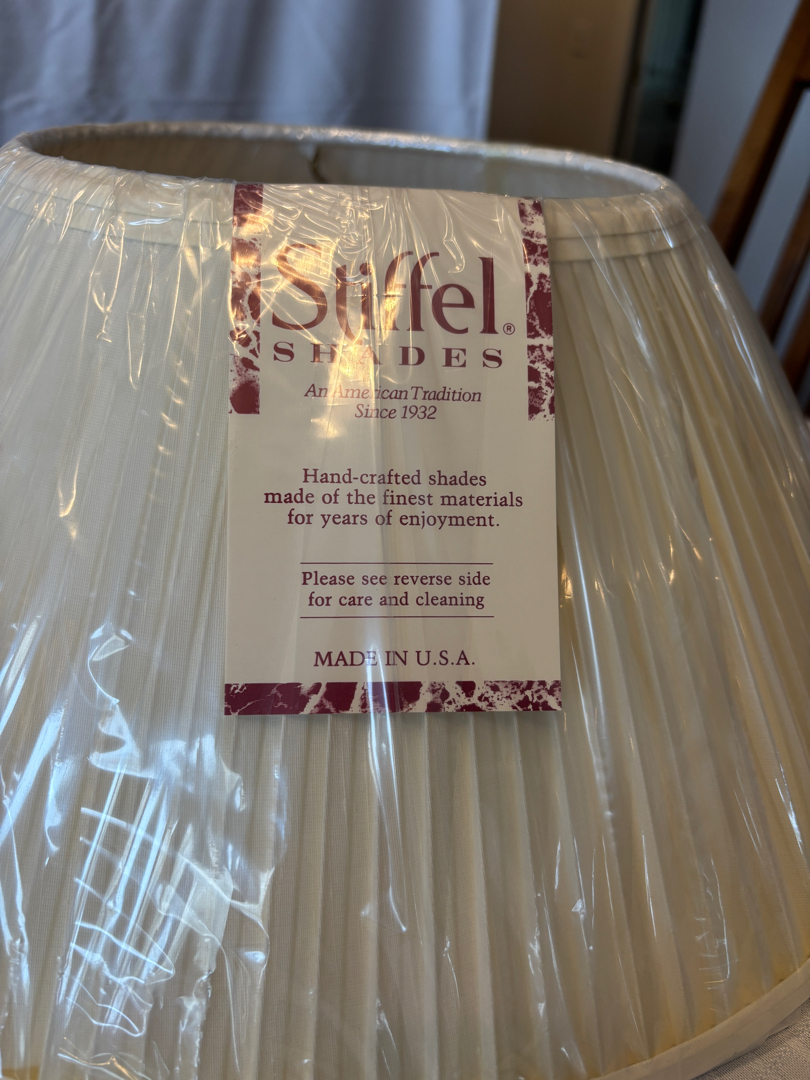 Stiffel®
SHADES
An American Tradition
Since 1932
Hand-crafted shades
made of the finest materials
for years of enjoyment.
Please see reverse side
for care and cleaning
MADE IN U.S.A.